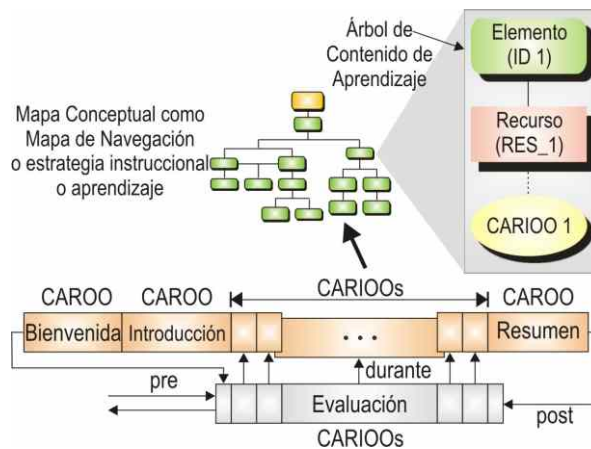 Árbol de
Contenido de
Aprendizaje
Elemento
(ID 1)
Recurso
(RES_1)
CARIOO 1
Mapa Conceptual como
Mapa de Navegación
o estrategia instruccional
o aprendizaje
CAROO
CAROO
CARIOOs
CAROO
Bienvenida
Introducción
...
Resumen
pre
durante
Evaluación
post
CARIOOs